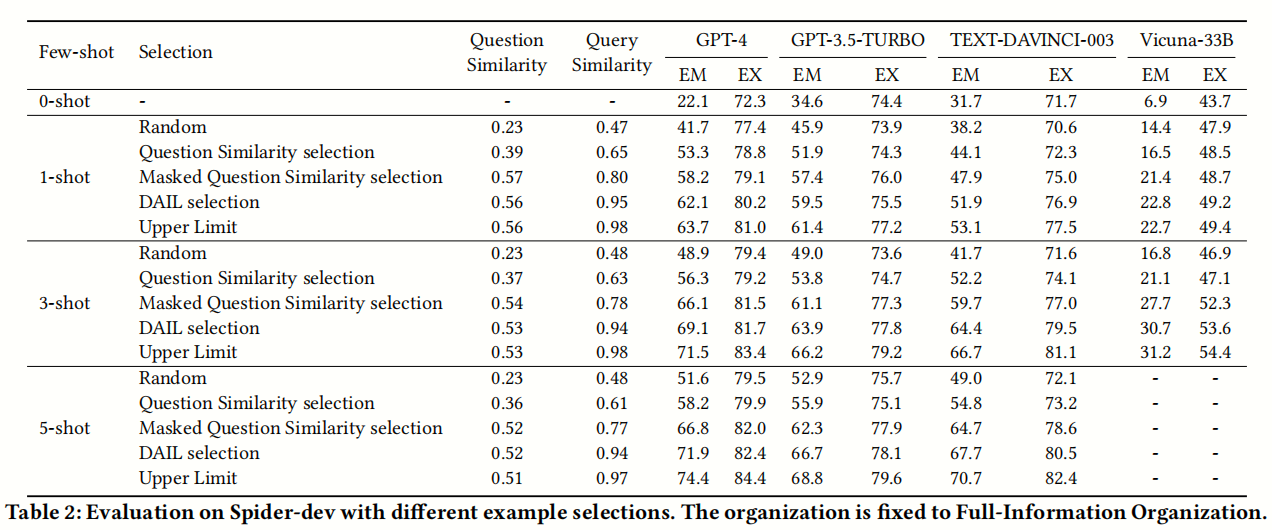 Few-shot Selection Question Similarity Query Similarity GPT-4 GPT-3.5-TURBO TEXT-DAVINCI-003 Vicuna-33B
EM EX EM EX EM EX EM EX
0-shot - - - 22.1 72.3 34.6 74.4 31.7 71.7 6.9 43.7
1-shot
Random 0.23 0.47 41.7 77.4 45.9 73.9 38.2 70.6 14.4 47.9
Question Similarity selection 0.39 0.65 53.3 78.8 51.9 74.3 44.1 72.3 16.5 48.5
Masked Question Similarity selection 0.57 0.80 58.2 79.1 57.4 76.0 47.9 75.0 21.4 48.7
DAIL selection 0.56 0.95 62.1 80.2 59.5 75.5 51.9 76.9 22.8 49.2
Upper Limit 0.56 0.98 63.7 81.0 61.4 77.2 53.1 77.5 22.7 49.4
3-shot
Random 0.23 0.48 48.9 79.4 49.0 73.6 41.7 71.6 16.8 46.9
Question Similarity selection 0.37 0.63 56.3 79.2 53.8 74.7 52.2 74.1 21.1 47.1
Masked Question Similarity selection 0.54 0.78 66.1 81.5 61.1 77.3 59.7 77.0 27.7 52.3
DAIL selection 0.53 0.94 69.1 81.7 63.9 77.8 64.4 79.5 30.7 53.6
Upper Limit 0.53 0.98 71.5 83.4 66.2 79.2 66.7 81.1 31.2 54.4
5-shot
Random 0.23 0.48 51.6 79.5 52.9 75.7 49.0 72.1 - -
Question Similarity selection 0.36 0.61 58.2 79.9 55.9 75.1 54.8 73.2 - -
Masked Question Similarity selection 0.52 0.77 66.8 82.0 62.3 77.9 64.7 78.6 - -
DAIL selection 0.52 0.94 71.9 82.4 66.7 78.1 67.7 80.5 - -
Upper Limit 0.51 0.97 74.4 84.4 68.8 79.6 70.7 82.4 - -
Table 2: Evaluation on Spider-dev with different example selections. The organization is fixed to Full-Information Organization.